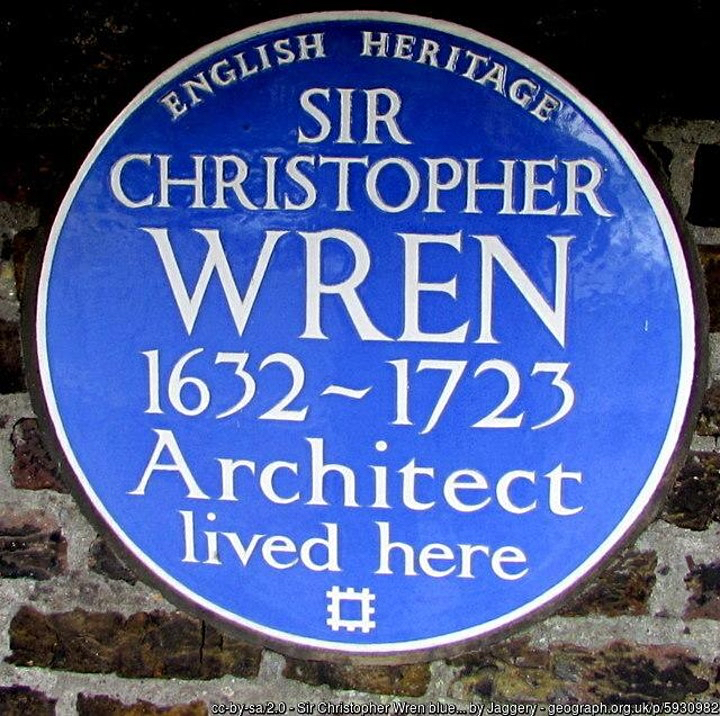 ENGLISH HERITAGE
SIR
CHRISTOPHER
WREN
1632~1723
Architect
lived here
cc-by-sa/2.0 - Sir Christopher Wren blue... by Jaggery - geograph.org.uk/p/5930982